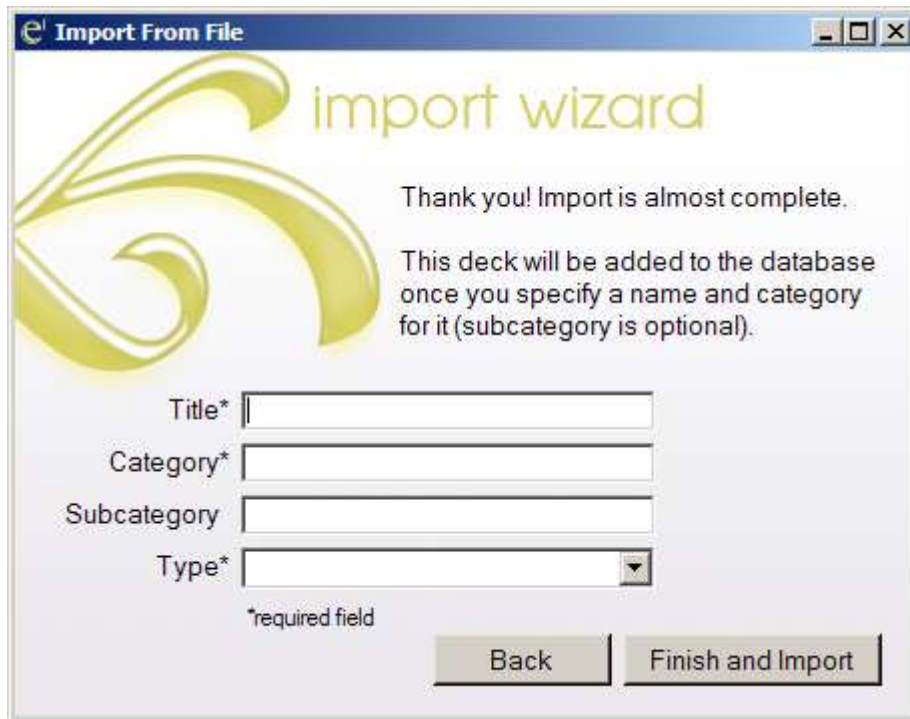 Import From File
import wizard
Thank you! Import is almost complete.
This deck will be added to the database
once you specify a name and category
for it (subcategory is optional).
Title*
Category*
Subcategory
Type*
*required field
Back
Finish and Import